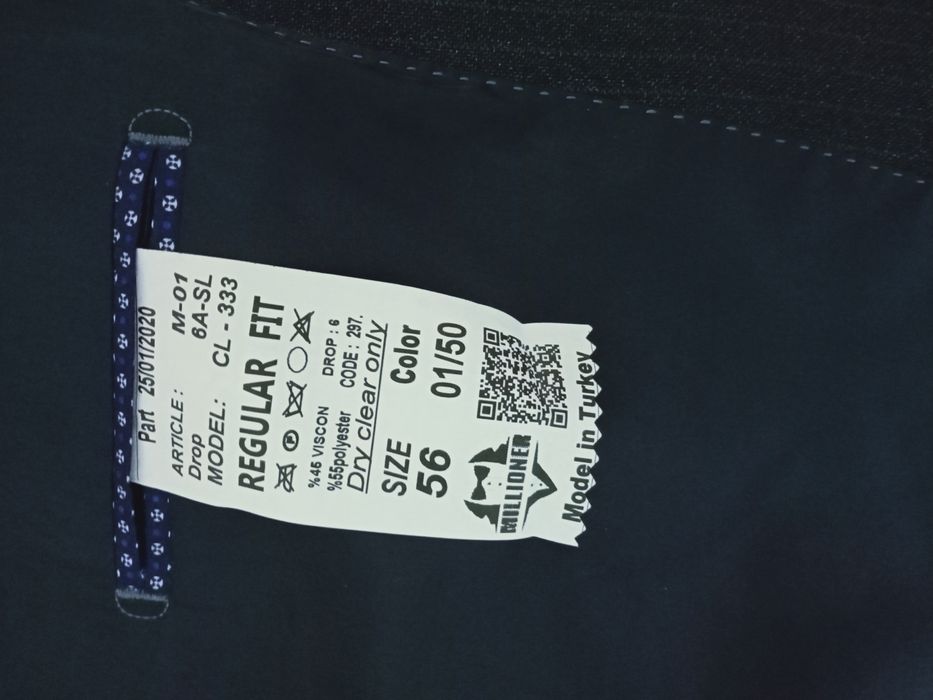 Part 25/01/2020
ARTICLE: M-01
Drop 6A-SL
MODEL: CL - 333
REGULAR FIT
%45 VISCON DROP : 6
%55polyester CODE : 297.
Dry clear only
SIZE Color
56 01/50
MILLIONER
Model in Turkey